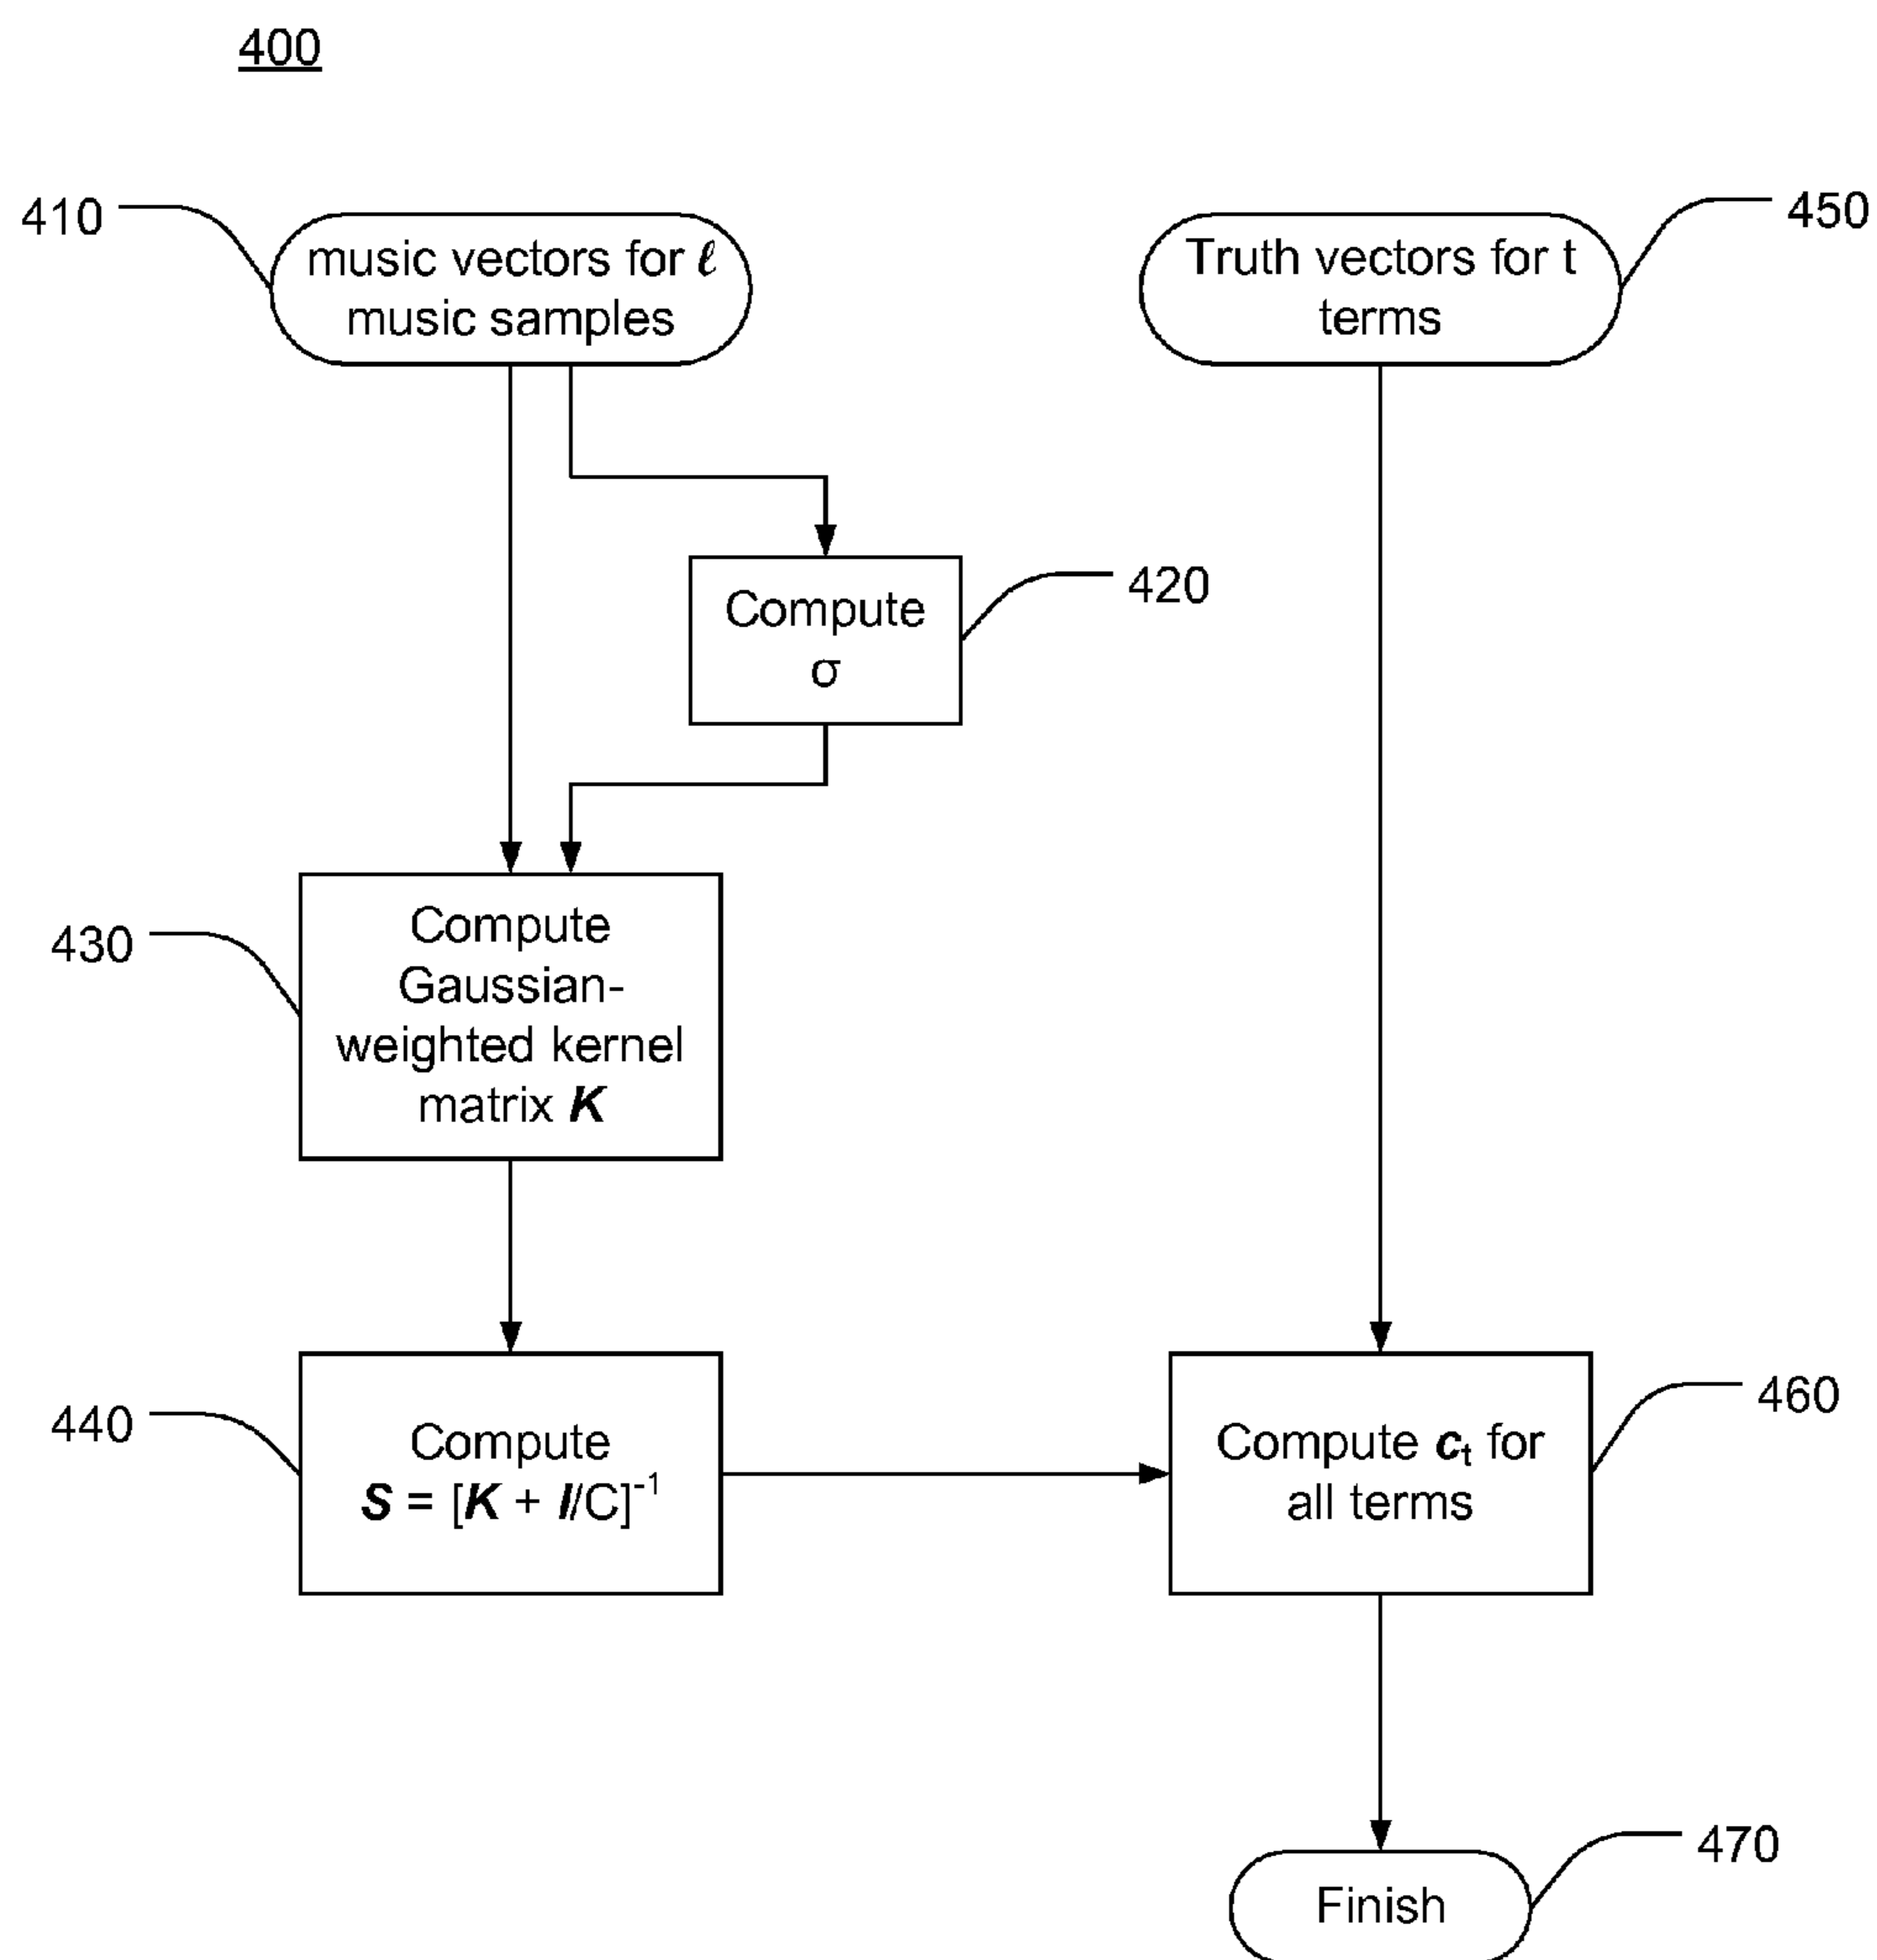 400
410
music vectors for ℓ
music samples
450
Truth vectors for t
terms
420
Compute
σ
430
Compute
Gaussian-
weighted kernel
matrix K
440
Compute
S = [K + I/C]⁻¹
460
Compute cₜ for
all terms
470
Finish